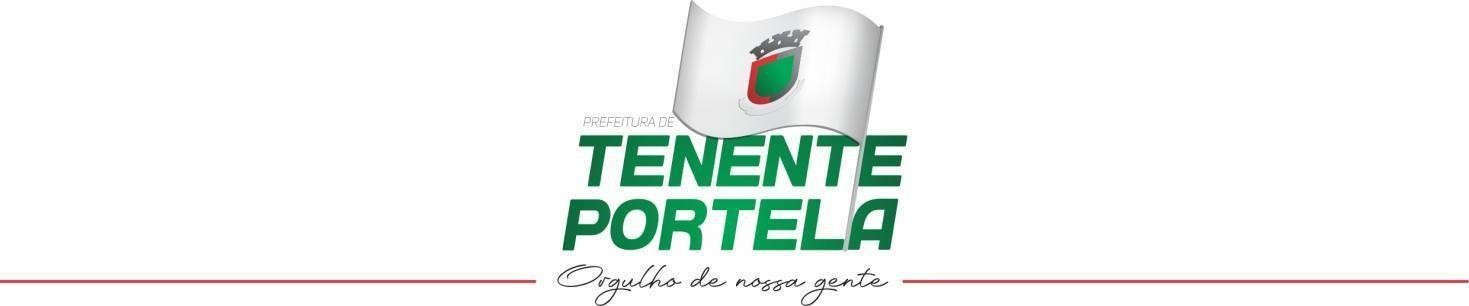 PREFEITURA DE
TENENTE
PORTELA
Orgulho de nossa gente